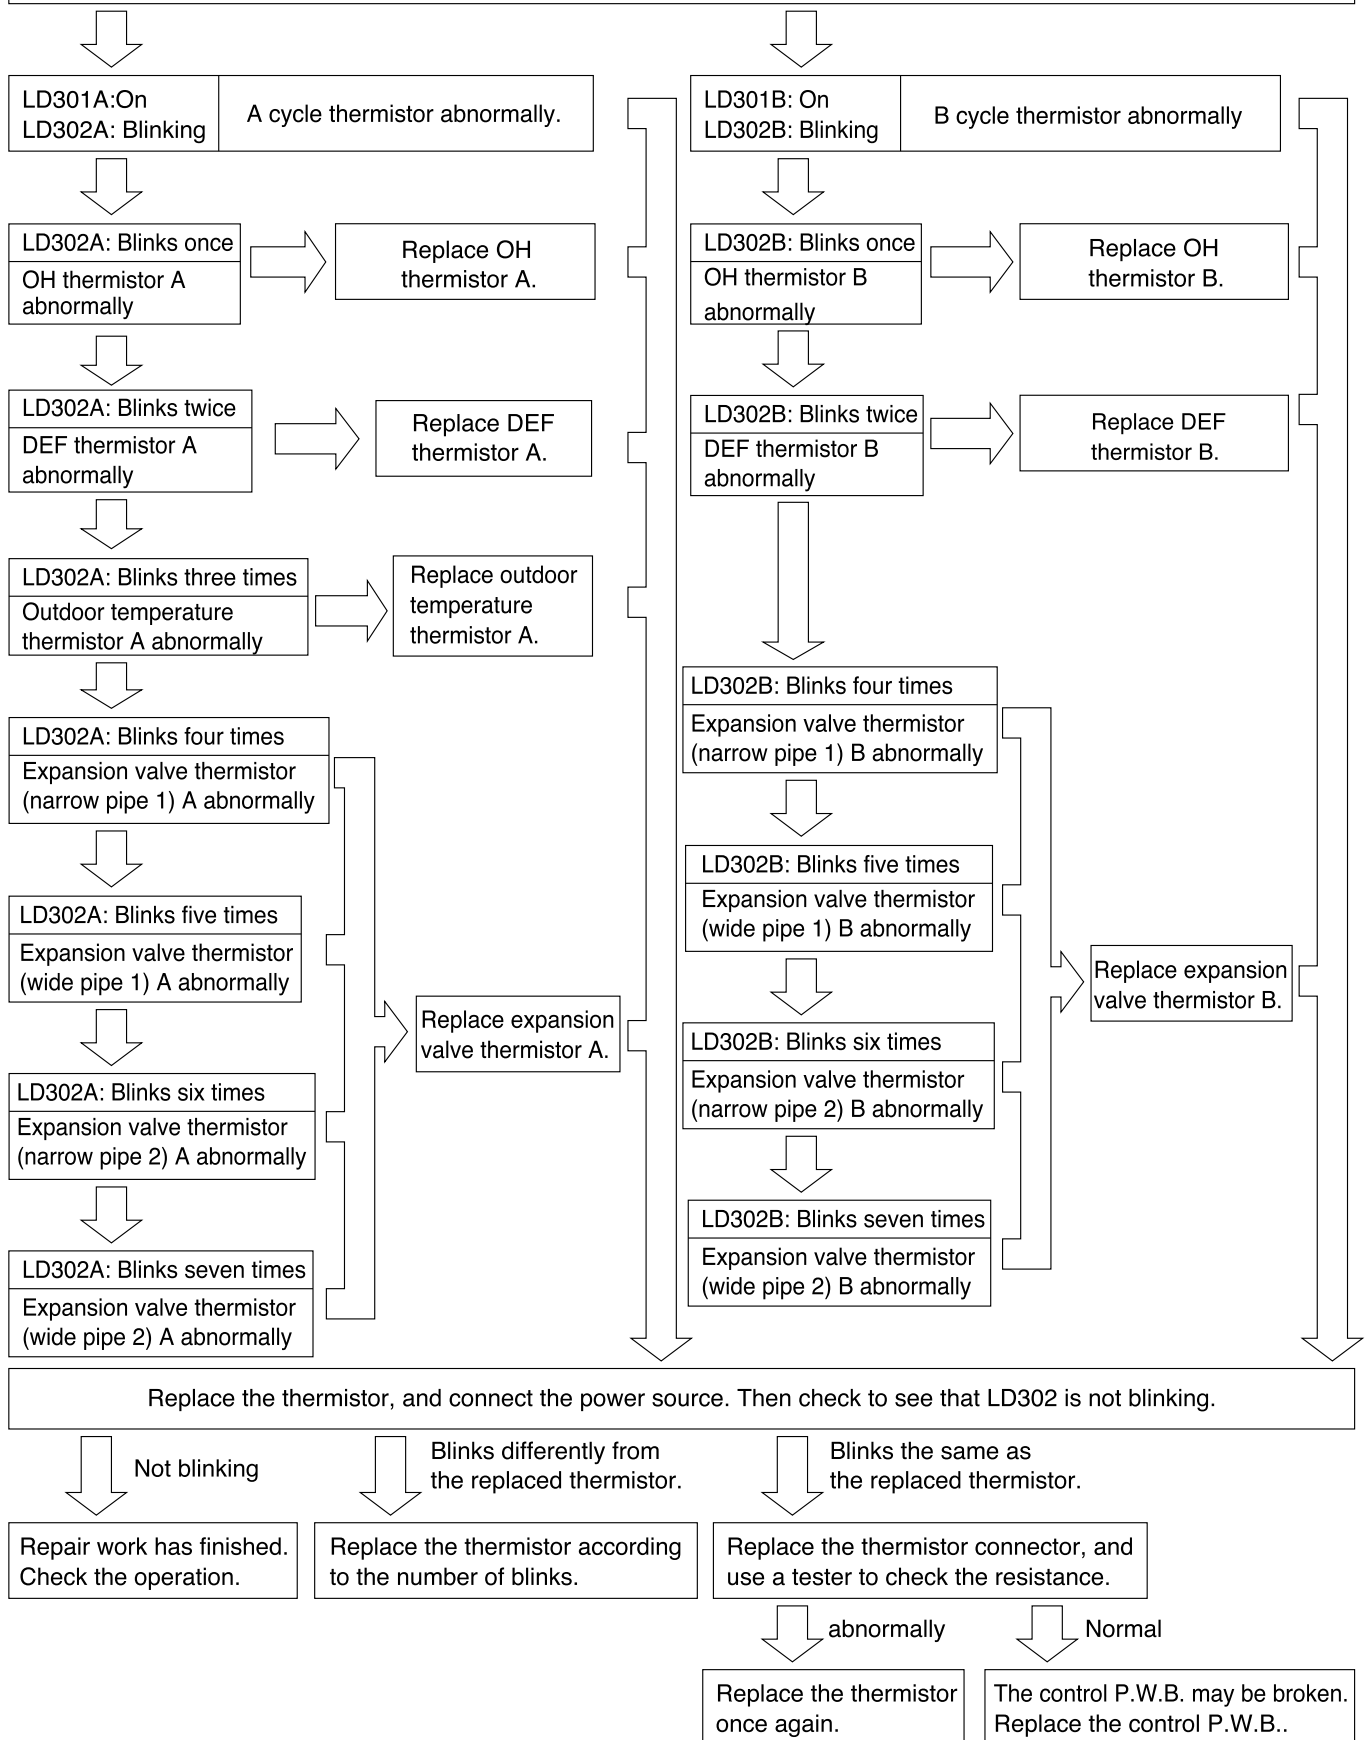 LD301A:On
LD302A: Blinking
A cycle thermistor abnormally.
LD302A: Blinks once
OH thermistor A
abnormally
Replace OH
thermistor A.
LD302A: Blinks twice
DEF thermistor A
abnormally
Replace DEF
thermistor A.
LD302A: Blinks three times
Outdoor temperature
thermistor A abnormally
Replace outdoor
temperature
thermistor A.
LD302A: Blinks four times
Expansion valve thermistor
(narrow pipe 1) A abnormally
LD302A: Blinks five times
Expansion valve thermistor
(wide pipe 1) A abnormally
LD302A: Blinks six times
Expansion valve thermistor
(narrow pipe 2) A abnormally
LD302A: Blinks seven times
Expansion valve thermistor
(wide pipe 2) A abnormally
Replace expansion
valve thermistor A.
LD301B: On
LD302B: Blinking
B cycle thermistor abnormally
LD302B: Blinks once
OH thermistor B
abnormally
Replace OH
thermistor B.
LD302B: Blinks twice
DEF thermistor B
abnormally
Replace DEF
thermistor B.
LD302B: Blinks four times
Expansion valve thermistor
(narrow pipe 1) B abnormally
LD302B: Blinks five times
Expansion valve thermistor
(wide pipe 1) B abnormally
LD302B: Blinks six times
Expansion valve thermistor
(narrow pipe 2) B abnormally
LD302B: Blinks seven times
Expansion valve thermistor
(wide pipe 2) B abnormally
Replace expansion
valve thermistor B.
Replace the thermistor, and connect the power source. Then check to see that LD302 is not blinking.
Not blinking
Repair work has finished.
Check the operation.
Blinks differently from
the replaced thermistor.
Replace the thermistor according
to the number of blinks.
Blinks the same as
the replaced thermistor.
Replace the thermistor connector, and
use a tester to check the resistance.
abnormally
Replace the thermistor
once again.
Normal
The control P.W.B. may be broken.
Replace the control P.W.B..